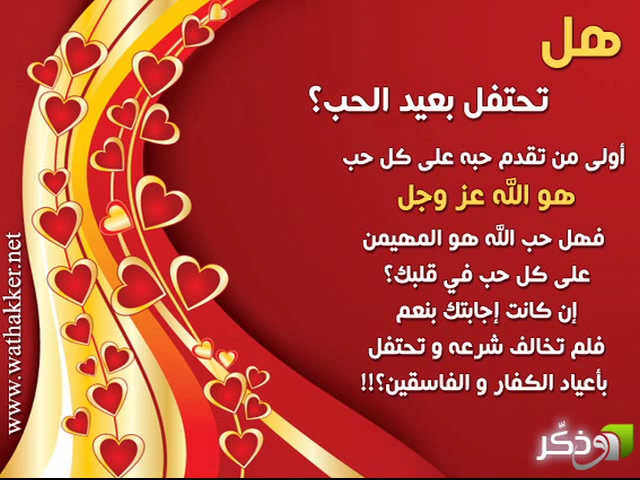 هل
تحتفل بعيد الحب؟
أولى من تقدم حبه على كل حب
هو الله عز وجل
فهل حب الله هو المهيمن
على كل حب في قلبك؟
إن كانت إجابتك بنعم
فلم تخالف شرعه و تحتفل
بأعياد الكفار و الفاسقين؟!!
وذكّر
www.wathakker.net